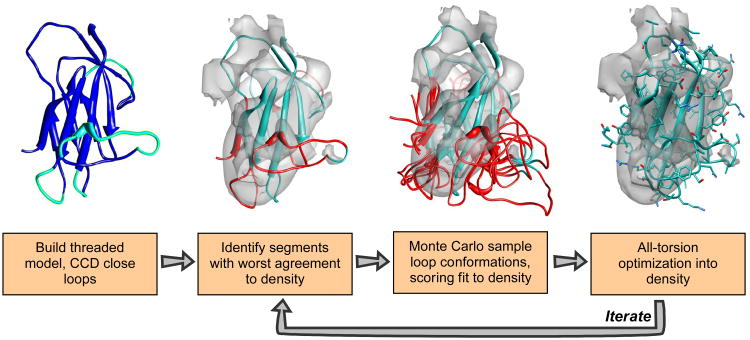 Build threaded
model, CCD close
loops
Identify segments
with worst agreement
to density
Monte Carlo sample
loop conformations,
scoring fit to density
All-torsion
optimization into
density
Iterate